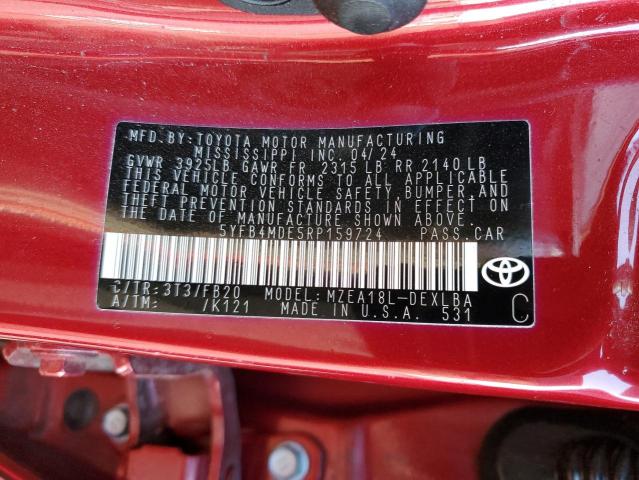 MFD. BY: TOYOTA MOTOR MANUFACTURING
MISSISSIPPI INC. 04/24
GVWR 3925LB GAWR FR 2315 LB RR 2140 LB
THIS VEHICLE CONFORMS TO ALL APPLICABLE
FEDERAL MOTOR VEHICLE SAFETY, BUMPER, AND
THEFT PREVENTION STANDARDS IN EFFECT ON
THE DATE OF MANUFACTURE SHOWN ABOVE.
5YFB4MDE5RP159724 PASS.CAR
C/TR: 3T3/FB20 MODEL: MZEA18L-DEXLBA
A/TM: /K121 MADE IN U.S.A. 531
C